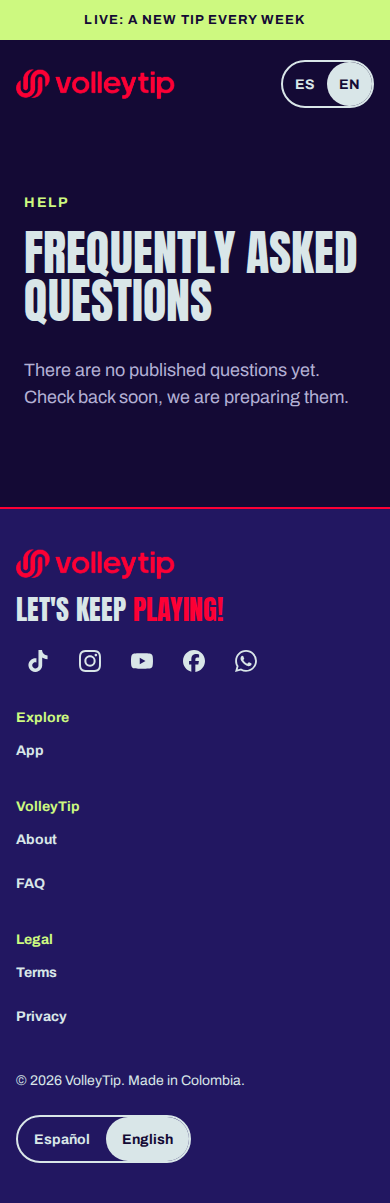 LIVE: A NEW TIP EVERY WEEK
volleytip
ES EN
HELP
FREQUENTLY ASKED
QUESTIONS
There are no published questions yet.
Check back soon, we are preparing them.
volleytip
LET'S KEEP PLAYING!
Explore
App
VolleyTip
About
FAQ
Legal
Terms
Privacy
© 2026 VolleyTip. Made in Colombia.
Español English